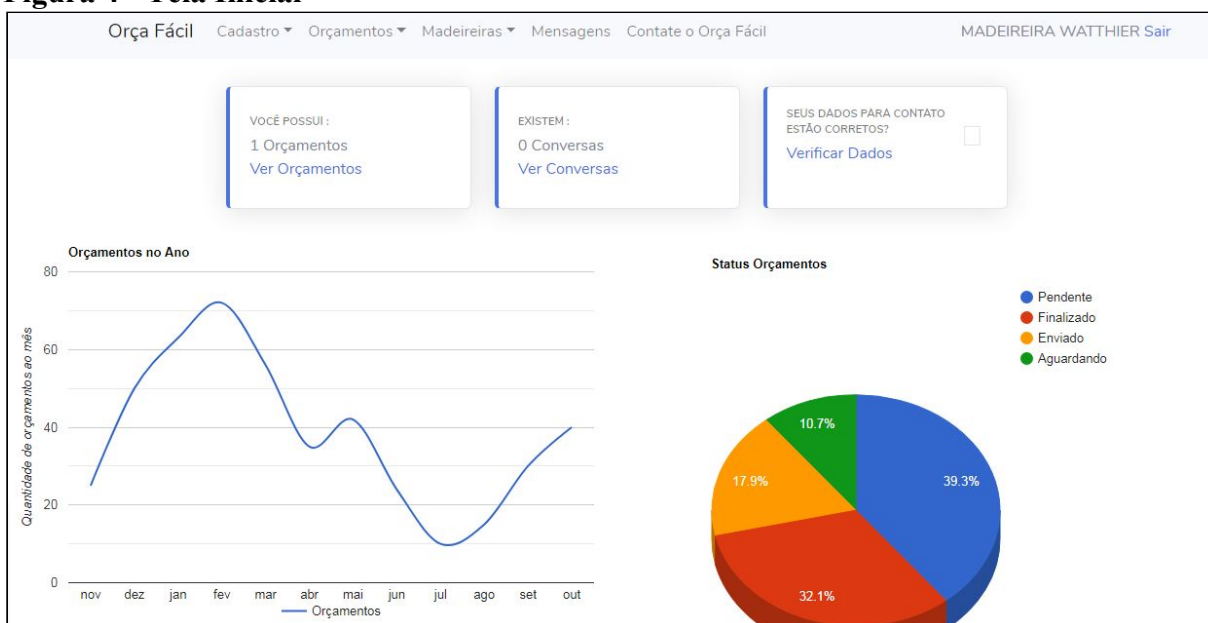 Figura 4 - Tela Inicial
Orça Fácil Cadastro Orçamentos Madeireiras Mensagens Contate o Orça Fácil MADEIREIRA WATTHIER Sair
VOCÊ POSSUI :
1 Orçamentos
Ver Orçamentos
EXISTEM :
0 Conversas
Ver Conversas
SEUS DADOS PARA CONTATO
ESTÃO CORRETOS?
Verificar Dados
Orçamentos no Ano
Quantidade de orçamentos ao mês
80
60
40
20
0
nov dez jan fev mar abr mai jun jul ago set out
Orçamentos
Status Orçamentos
Pendente
Finalizado
Enviado
Aguardando
10.7%
17.9%
39.3%
32.1%